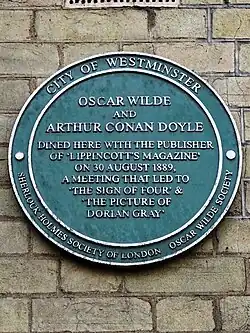 CITY OF WESTMINSTER
OSCAR WILDE
AND
ARTHUR CONAN DOYLE
DINED HERE WITH THE PUBLISHER
OF 'LIPPINCOTT'S MAGAZINE'
ON 30 AUGUST 1889,
A MEETING THAT LED TO
'THE SIGN OF FOUR' &
'THE PICTURE OF
DORIAN GRAY'
SHERLOCK HOLMES SOCIETY OF LONDON
OSCAR WILDE SOCIETY